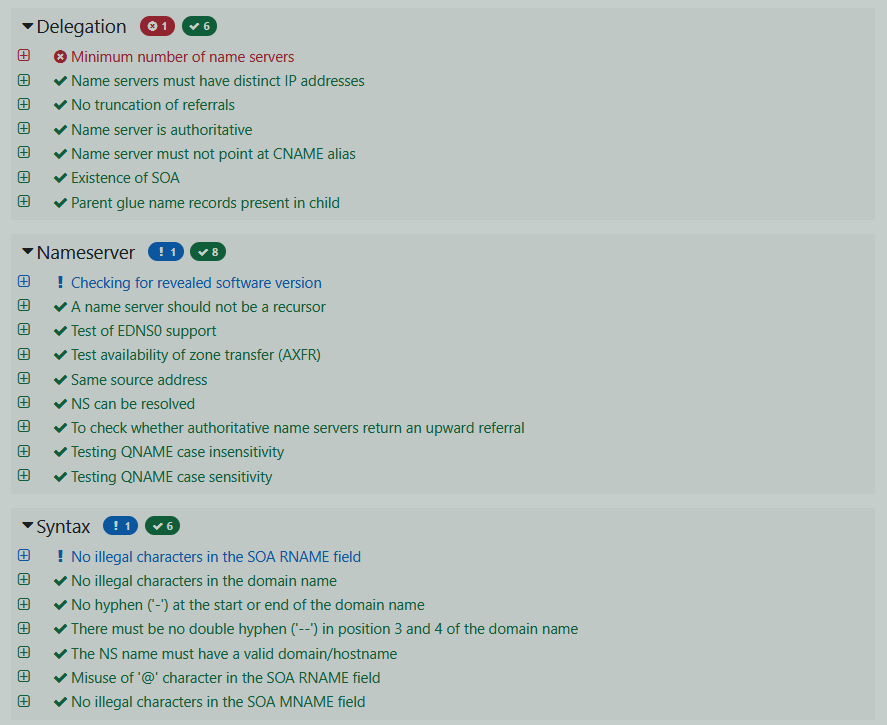 Delegation 1 6
Minimum number of name servers
Name servers must have distinct IP addresses
No truncation of referrals
Name server is authoritative
Name server must not point at CNAME alias
Existence of SOA
Parent glue name records present in child
Nameserver ! 1 8
! Checking for revealed software version
A name server should not be a recursor
Test of EDNS0 support
Test availability of zone transfer (AXFR)
Same source address
NS can be resolved
To check whether authoritative name servers return an upward referral
Testing QNAME case insensitivity
Testing QNAME case sensitivity
Syntax ! 1 6
! No illegal characters in the SOA RNAME field
No illegal characters in the domain name
No hyphen ('-') at the start or end of the domain name
There must be no double hyphen ('--') in position 3 and 4 of the domain name
The NS name must have a valid domain/hostname
Misuse of '@' character in the SOA RNAME field
No illegal characters in the SOA MNAME field